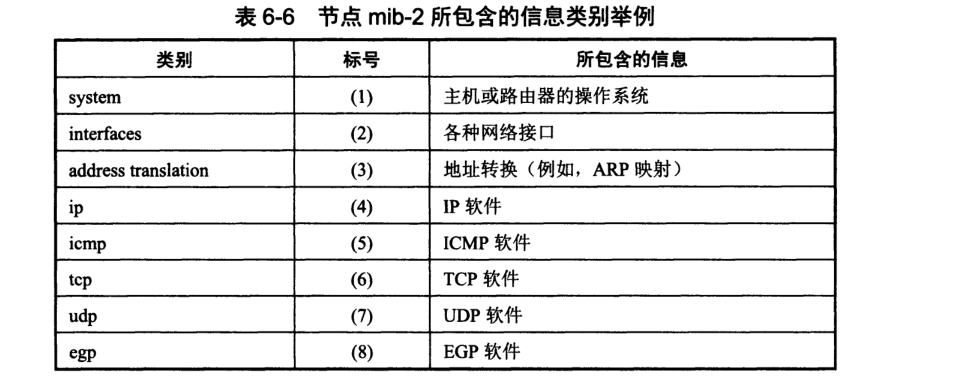 表 6-6 节点 mib-2 所包含的信息类别举例
类别 标号 所包含的信息
system (1) 主机或路由器的操作系统
interfaces (2) 各种网络接口
address translation (3) 地址转换（例如，ARP 映射）
ip (4) IP 软件
icmp (5) ICMP 软件
tcp (6) TCP 软件
udp (7) UDP 软件
egp (8) EGP 软件